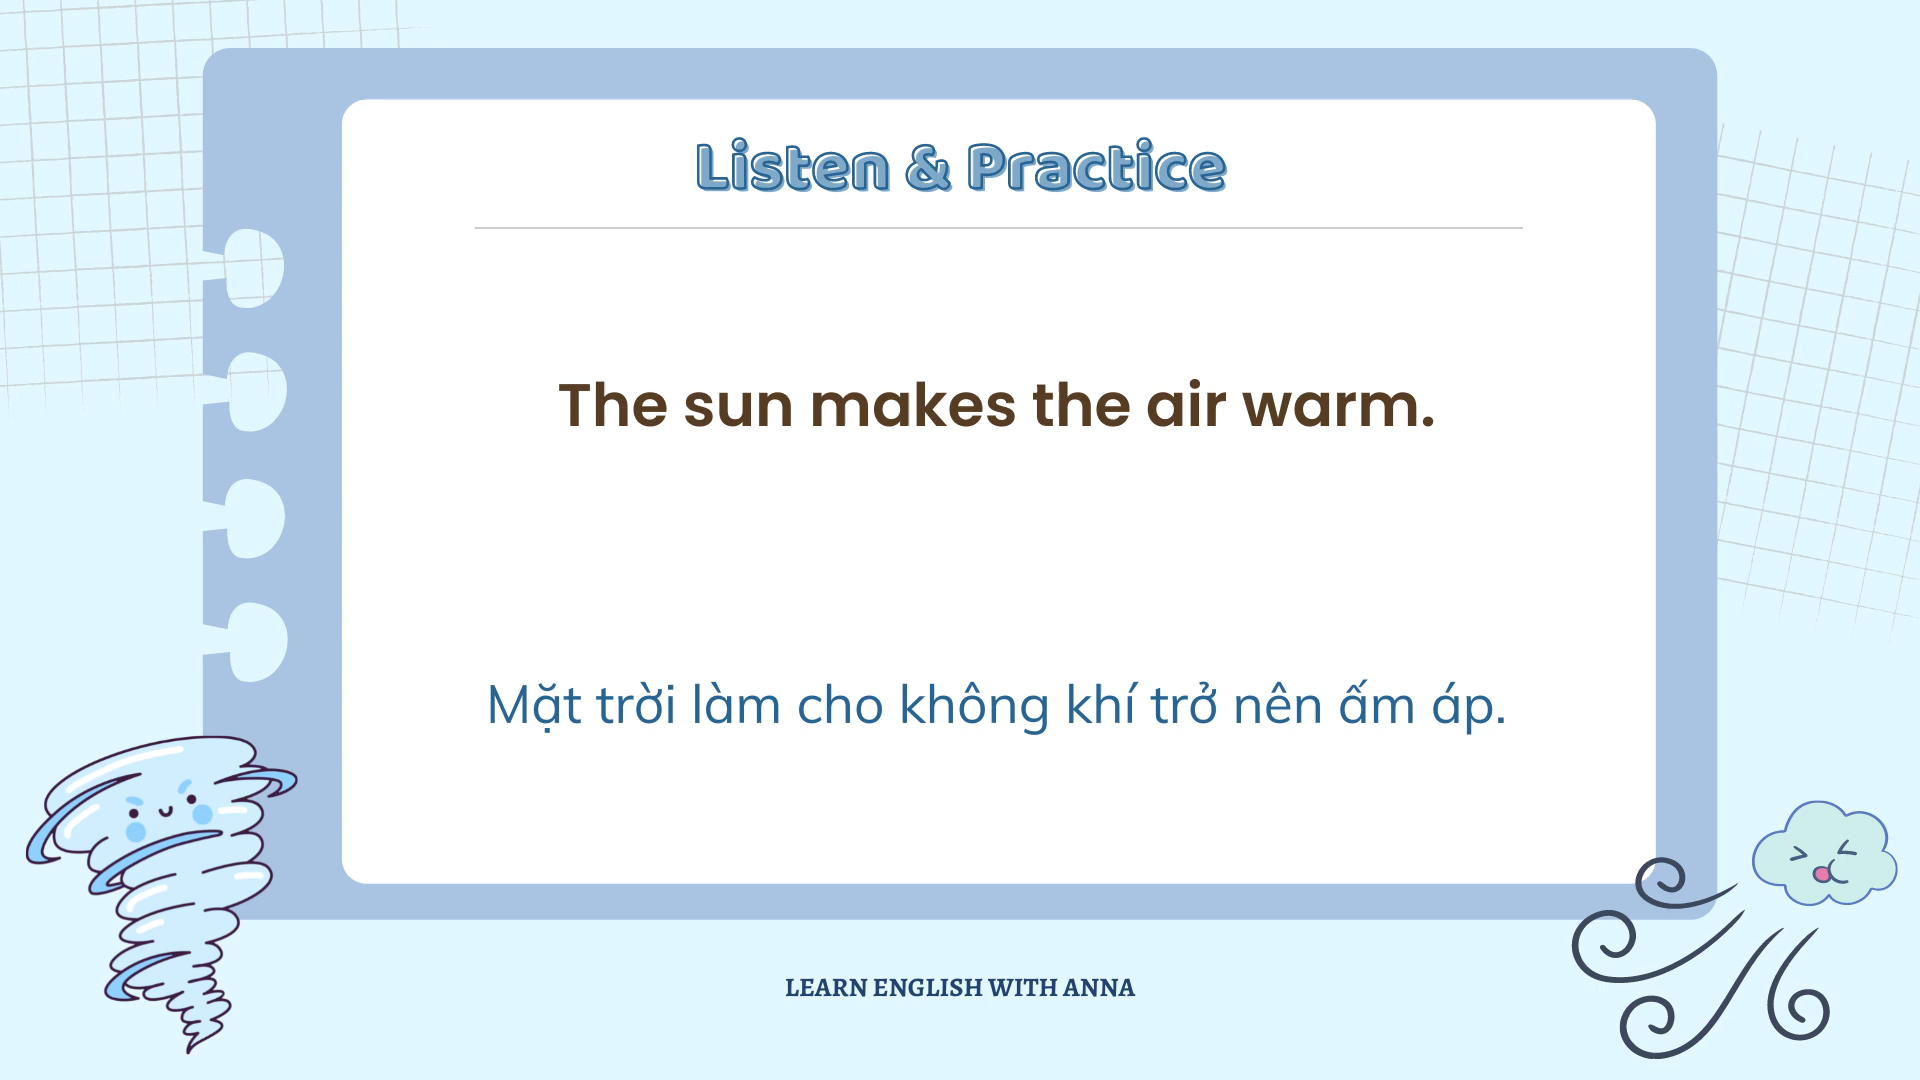 Listen & Practice
The sun makes the air warm.
Mặt trời làm cho không khí trở nên ấm áp.
LEARN ENGLISH WITH ANNA